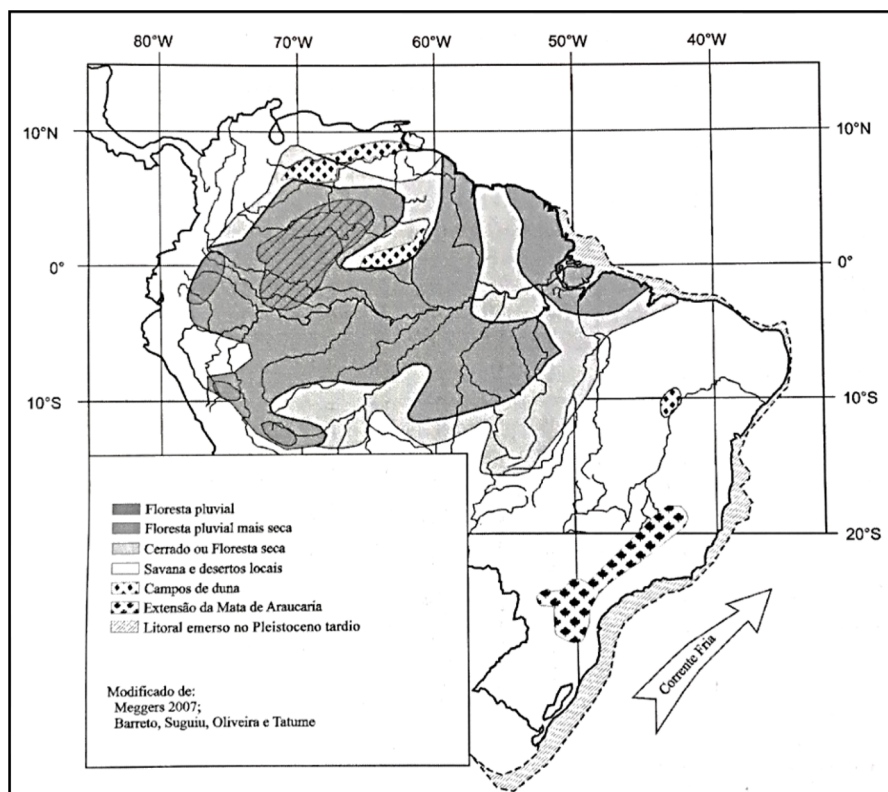 80°W 70°W 60°W 50°W 40°W
10°N 10°N
0° 0°
10°S 10°S
20°S
Floresta pluvial
Floresta pluvial mais seca
Cerrado ou Floresta seca
Savana e desertos locais
Campos de duna
Extensão da Mata de Araucaria
Litoral emerso no Pleistoceno tardio
Corrente Fria
Modificado de:
Meggers 2007;
Barreto, Suguiu, Oliveira e Tatume